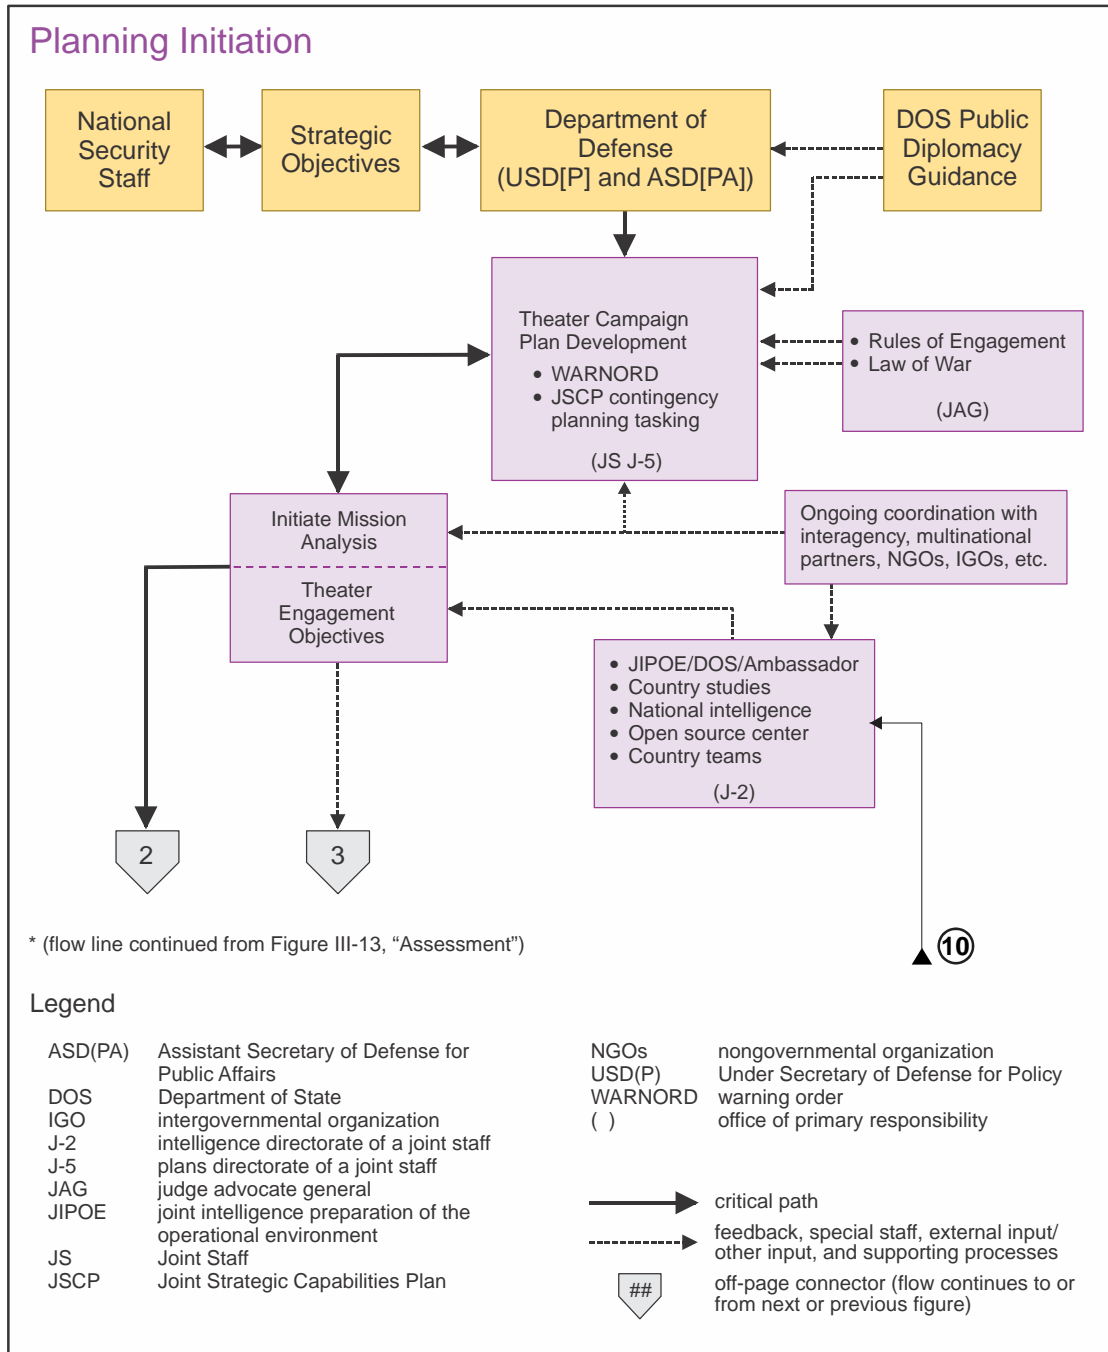 Planning Initiation
National
Security
Staff
Strategic
Objectives
Department of
Defense
(USD[P] and ASD[PA])
DOS Public
Diplomacy
Guidance
Theater Campaign
Plan Development
• WARNORD
• JSCP contingency
planning tasking
(JS J-5)
• Rules of Engagement
• Law of War
(JAG)
Initiate Mission
Analysis
Theater
Engagement
Objectives
Ongoing coordination with
interagency, multinational
partners, NGOs, IGOs, etc.
• JIPOE/DOS/Ambassador
• Country studies
• National intelligence
• Open source center
• Country teams
(J-2)
2
3
* (flow line continued from Figure III-13, “Assessment”)
10
Legend
ASD(PA) Assistant Secretary of Defense for
Public Affairs
DOS Department of State
IGO intergovernmental organization
J-2 intelligence directorate of a joint staff
J-5 plans directorate of a joint staff
JAG judge advocate general
JIPOE joint intelligence preparation of the
operational environment
JS Joint Staff
JSCP Joint Strategic Capabilities Plan
NGOs nongovernmental organization
USD(P) Under Secretary of Defense for Policy
WARNORD warning order
( ) office of primary responsibility
critical path
feedback, special staff, external input/
other input, and supporting processes
## off-page connector (flow continues to or
from next or previous figure)